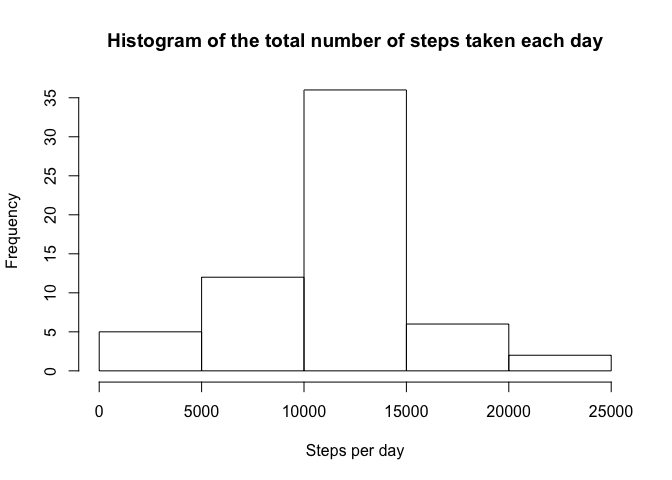 Histogram of the total number of steps taken each day
Frequency
35
30
25
20
15
10
5
0
0 5000 10000 15000 20000 25000
Steps per day